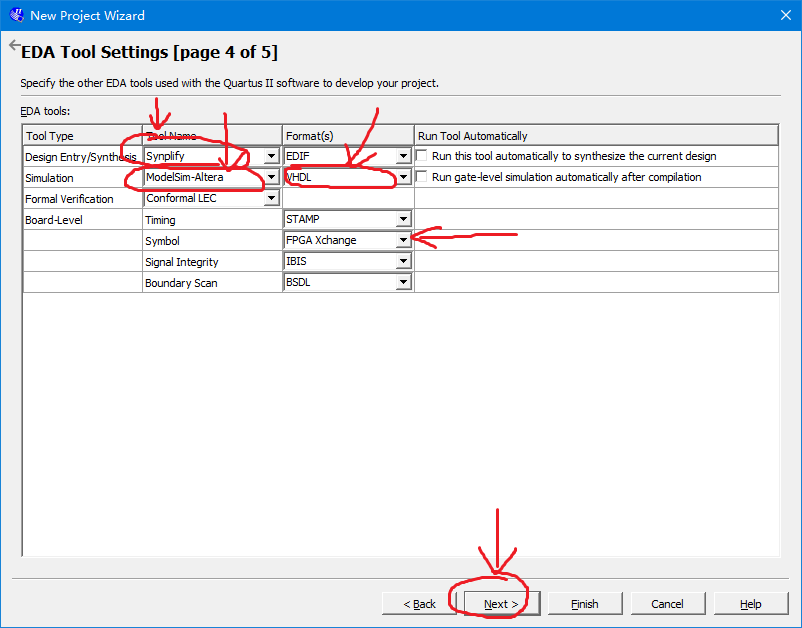 New Project Wizard
EDA Tool Settings [page 4 of 5]
Specify the other EDA tools used with the Quartus II software to develop your project.
EDA tools:
Tool Type Tool Name Format(s) Run Tool Automatically
Design Entry/Synthesis Synplify EDIF Run this tool automatically to synthesize the current design
Simulation ModelSim-Altera VHDL Run gate-level simulation automatically after compilation
Formal Verification Conformal LEC
Board-Level Timing STAMP
Symbol FPGA Xchange
Signal Integrity IBIS
Boundary Scan BSDL
< Back Next > Finish Cancel Help